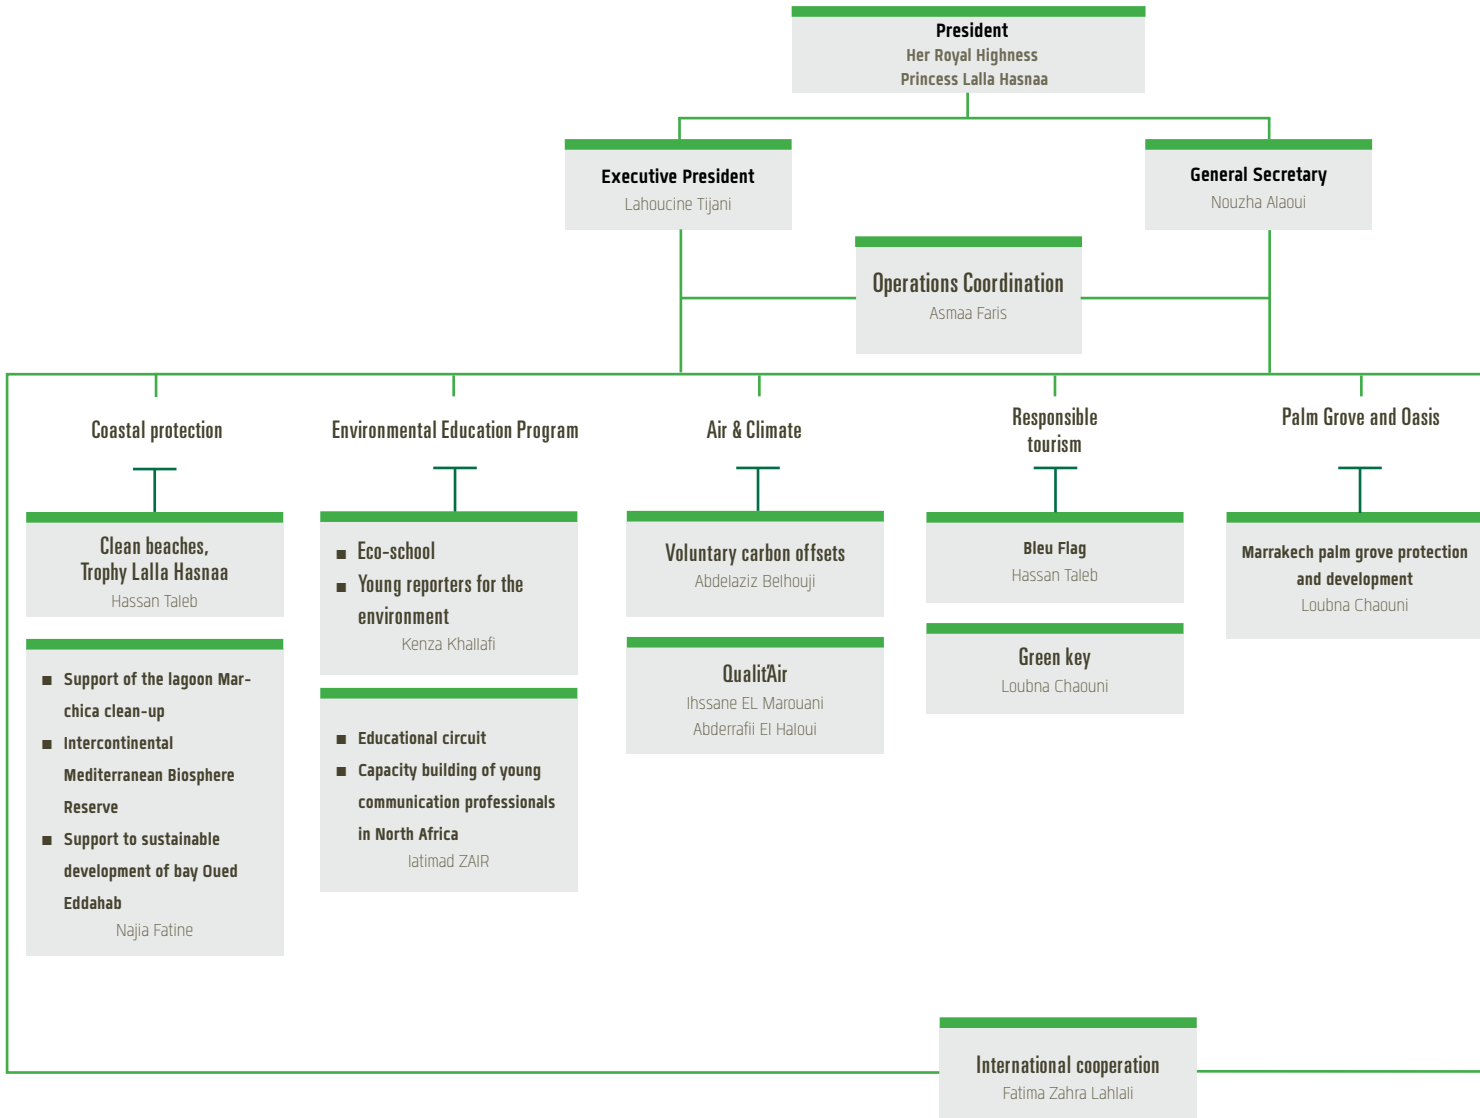 President
Her Royal Highness
Princess Lalla Hasnaa
Executive President
Lahoucine Tijani
General Secretary
Nouzha Alaoui
Operations Coordination
Asmaa Faris
Coastal protection
Environmental Education Program
Air & Climate
Responsible
tourism
Palm Grove and Oasis
Clean beaches,
Trophy Lalla Hasnaa
Hassan Taleb
■ Support of the lagoon Mar-
chica clean-up
■ Intercontinental
Mediterranean Biosphere
Reserve
■ Support to sustainable
development of bay Oued
Eddahab
Najia Fatine
■ Eco-school
■ Young reporters for the
environment
Kenza Khallafi
■ Educational circuit
■ Capacity building of young
communication professionals
in North Africa
Iatimad ZAIR
Voluntary carbon offsets
Abdelaziz Belhouji
Qualit'Air
Ihssane EL Marouani
Abderrafii El Haloui
Bleu Flag
Hassan Taleb
Green key
Loubna Chaouni
Marrakech palm grove protection
and development
Loubna Chaouni
International cooperation
Fatima Zahra Lahlali